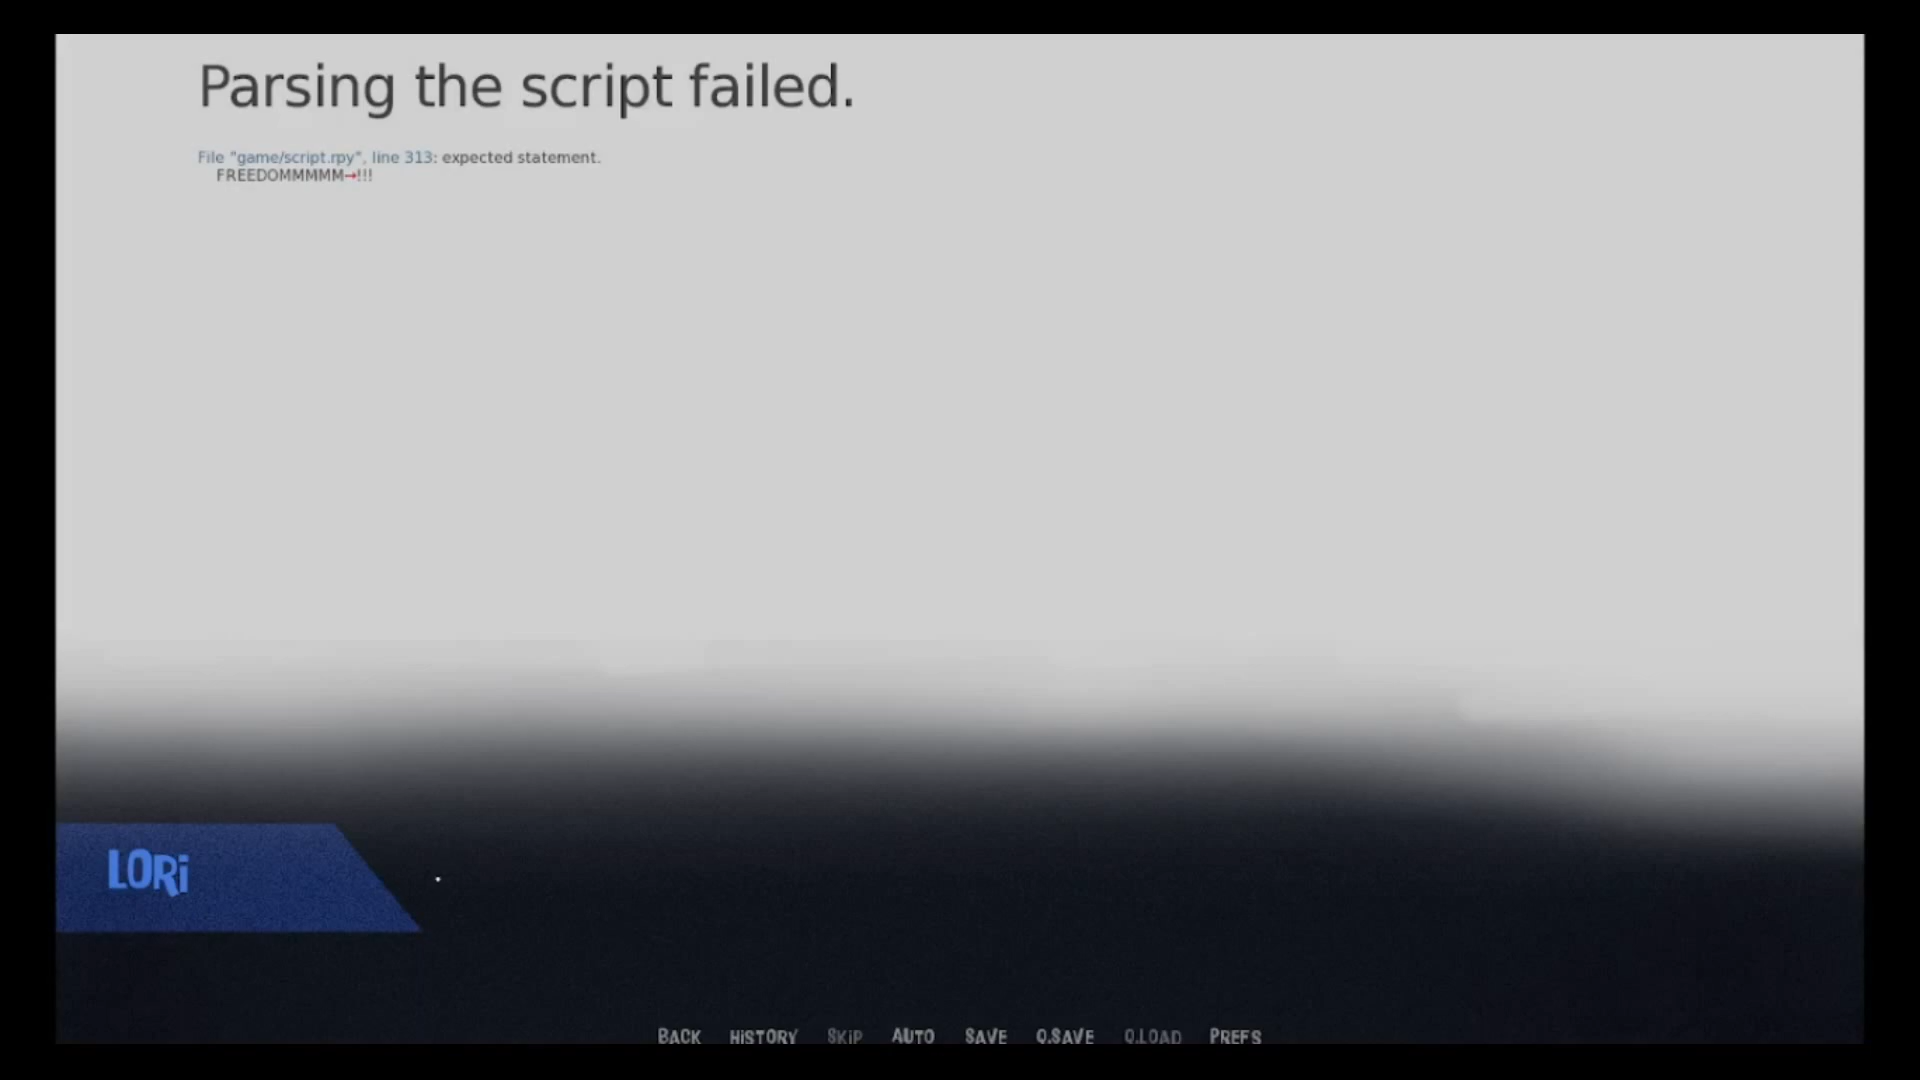 Parsing the script failed.
File "game/script.rpy", line 313: expected statement.
FREEDOMMMMM→!!!
LORi
BACK HiSTORY SKiP AUTO SAVE Q.SAVE Q.LOAD PREFS